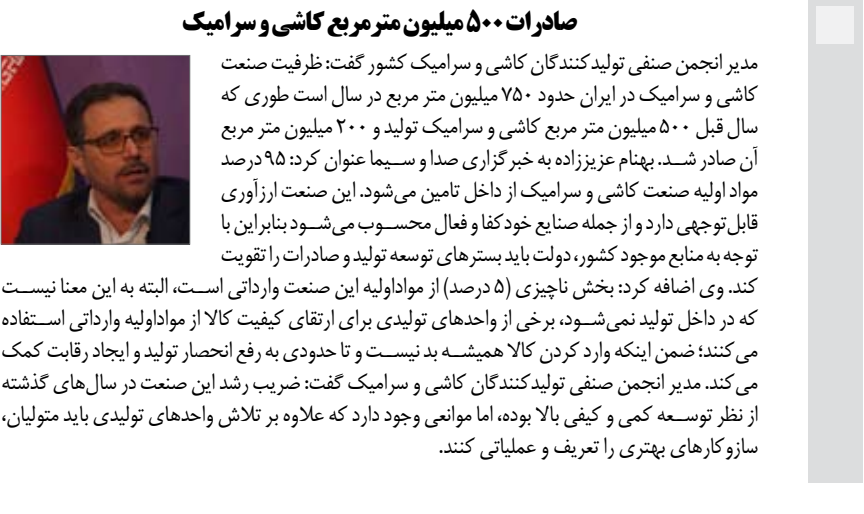 صادرات ۵۰۰ میلیون متر مربع کاشی و سرامیک
مدیر انجمن صنفی تولیدکنندگان کاشی و سرامیک کشور گفت: ظرفیت صنعت
کاشی و سرامیک در ایران حدود ۷۵۰ میلیون متر مربع در سال است طوری که
سال قبل ۵۰۰ میلیون متر مربع کاشی و سرامیک تولید و ۲۰۰ میلیون متر مربع
آن صادر شد. بهنام عزیززاده به خبرگزاری صدا و سیما عنوان کرد: ۹۵ درصد
مواد اولیه صنعت کاشی و سرامیک از داخل تامین می‌شود. این صنعت ارزآوری
قابل‌توجهی دارد و از جمله صنایع خودکفا و فعال محسوب می‌شود بنابراین با
توجه به منابع موجود کشور، دولت باید بسترهای توسعه تولید و صادرات را تقویت
کند. وی اضافه کرد: بخش ناچیزی (۵ درصد) از مواداولیه این صنعت وارداتی است، البته به این معنا نیست
که در داخل تولید نمی‌شود، برخی از واحدهای تولیدی برای ارتقای کیفیت کالا از مواداولیه وارداتی استفاده
می‌کنند؛ ضمن اینکه وارد کردن کالا همیشه بد نیست و تا حدودی به رفع انحصار تولید و ایجاد رقابت کمک
می‌کند. مدیر انجمن صنفی تولیدکنندگان کاشی و سرامیک گفت: ضریب رشد این صنعت در سال‌های گذشته
از نظر توسعه کمی و کیفی بالا بوده، اما موانعی وجود دارد که علاوه بر تلاش واحدهای تولیدی باید متولیان،
سازوکارهای بهتری را تعریف و عملیاتی کنند.